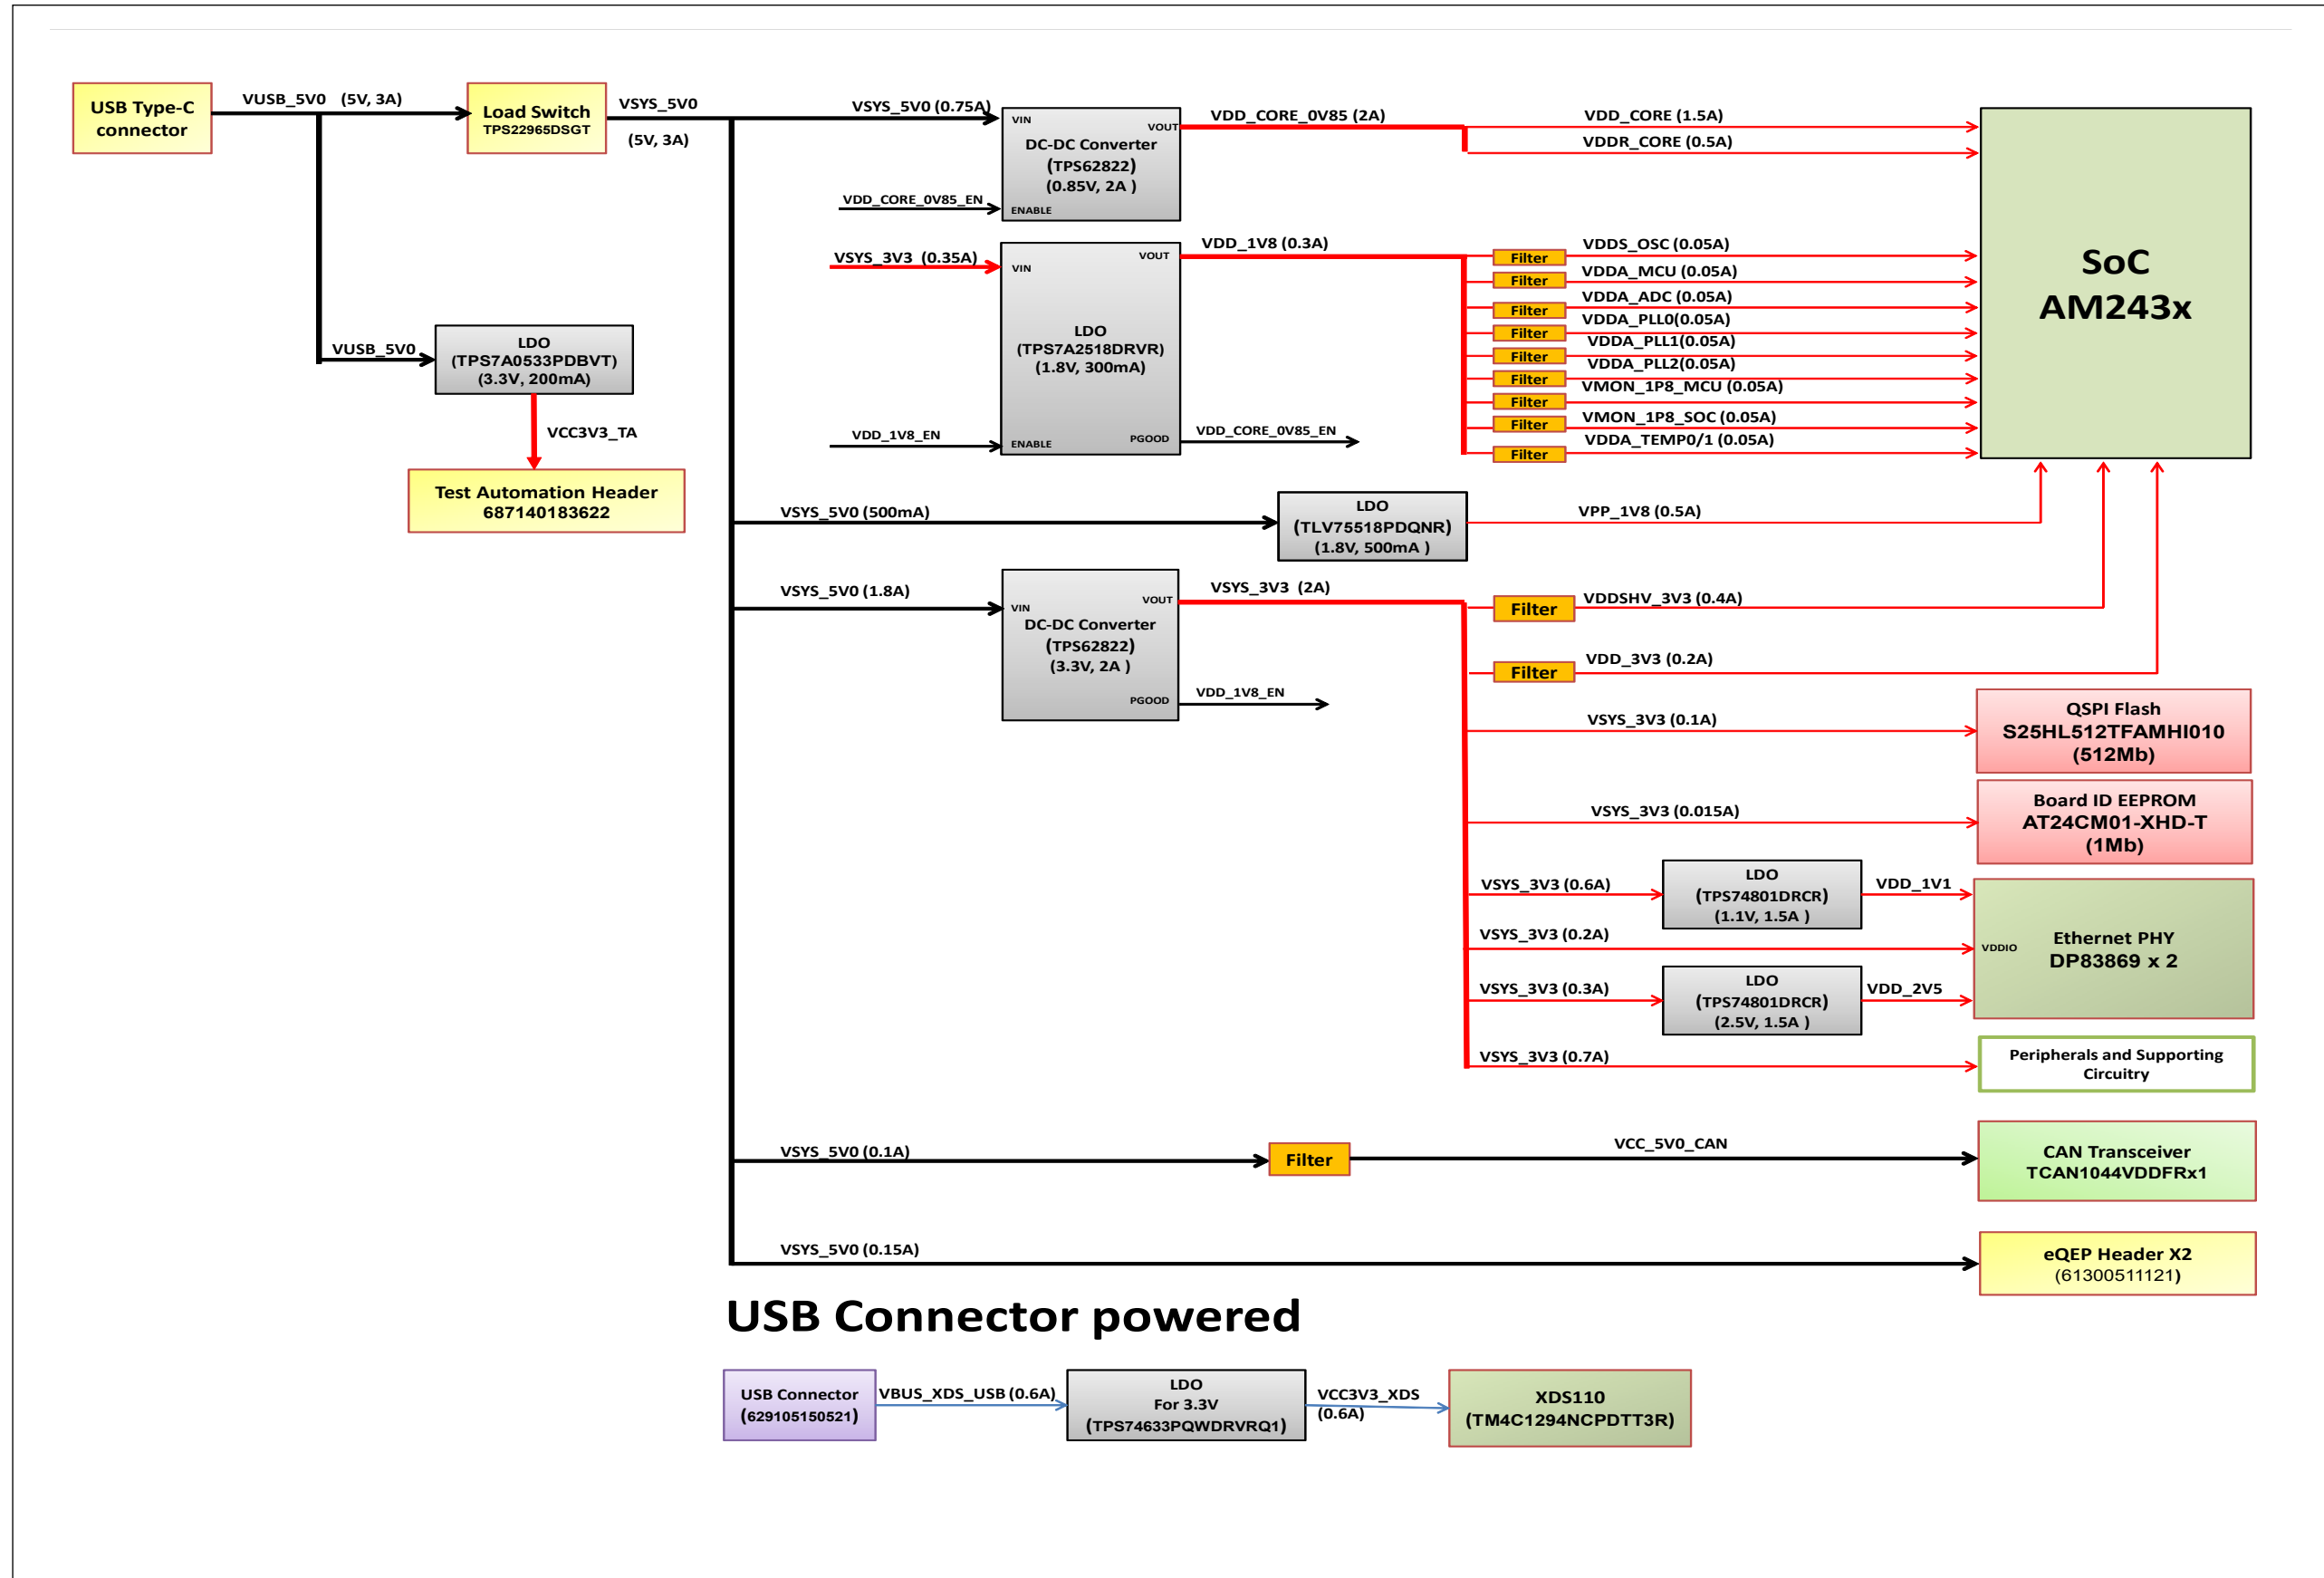 USB Type-C
connector
VUSB_5V0 (5V, 3A)
Load Switch
TPS22965DSGT
VSYS_5V0
(5V, 3A)
VUSB_5V0
LDO
(TPS7A0533PDBVT)
(3.3V, 200mA)
VCC3V3_TA
Test Automation Header
687140183622
VSYS_5V0 (0.75A)
VDD_CORE_0V85_EN
VIN
VOUT
DC-DC Converter
(TPS62822)
(0.85V, 2A )
ENABLE
VDD_CORE_0V85 (2A)
VDD_CORE (1.5A)
VDDR_CORE (0.5A)
SoC
AM243x
VSYS_3V3 (0.35A)
VDD_1V8_EN
VIN
VOUT
LDO
(TPS7A2518DRVR)
(1.8V, 300mA)
ENABLE
PGOOD
VDD_1V8 (0.3A)
VDD_CORE_0V85_EN
Filter
VDDS_OSC (0.05A)
Filter
VDDA_MCU (0.05A)
Filter
VDDA_ADC (0.05A)
Filter
VDDA_PLL0(0.05A)
Filter
VDDA_PLL1(0.05A)
Filter
VDDA_PLL2(0.05A)
Filter
VMON_1P8_MCU (0.05A)
Filter
VMON_1P8_SOC (0.05A)
Filter
VDDA_TEMP0/1 (0.05A)
VSYS_5V0 (500mA)
LDO
(TLV75518PDQNR)
(1.8V, 500mA )
VPP_1V8 (0.5A)
VSYS_5V0 (1.8A)
VIN
VOUT
DC-DC Converter
(TPS62822)
(3.3V, 2A )
PGOOD
VSYS_3V3 (2A)
VDD_1V8_EN
Filter
VDDSHV_3V3 (0.4A)
Filter
VDD_3V3 (0.2A)
VSYS_3V3 (0.1A)
QSPI Flash
S25HL512TFAMHI010
(512Mb)
VSYS_3V3 (0.015A)
Board ID EEPROM
AT24CM01-XHD-T
(1Mb)
VSYS_3V3 (0.6A)
LDO
(TPS74801DRCR)
(1.1V, 1.5A )
VDD_1V1
VSYS_3V3 (0.2A)
VDDIO
Ethernet PHY
DP83869 x 2
VSYS_3V3 (0.3A)
LDO
(TPS74801DRCR)
(2.5V, 1.5A )
VDD_2V5
VSYS_3V3 (0.7A)
Peripherals and Supporting
Circuitry
VSYS_5V0 (0.1A)
Filter
VCC_5V0_CAN
CAN Transceiver
TCAN1044VDDFRx1
VSYS_5V0 (0.15A)
eQEP Header X2
(61300511121)
USB Connector powered
USB Connector
(629105150521)
VBUS_XDS_USB (0.6A)
LDO
For 3.3V
(TPS74633PQWDRVRQ1)
VCC3V3_XDS
(0.6A)
XDS110
(TM4C1294NCPDTT3R)